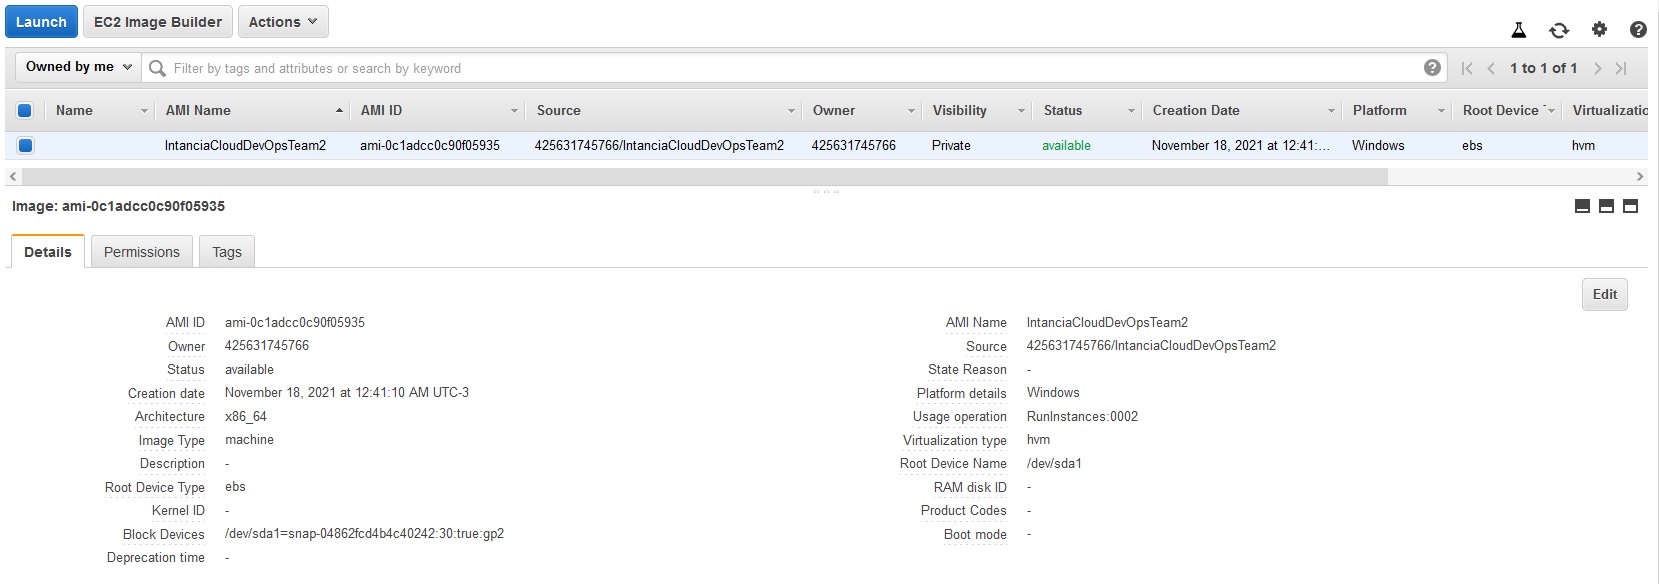 Launch EC2 Image Builder Actions
Owned by me Filter by tags and attributes or search by keyword ? 1 to 1 of 1 ?
Name AMI Name AMI ID Source Owner Visibility Status Creation Date Platform Root Device Virtualizatio
IntanciaCloudDevOpsTeam2 ami-0c1adcc0c90f05935 425631745766/IntanciaCloudDevOpsTeam2 425631745766 Private available November 18, 2021 at 12:41:... Windows ebs hvm
Image: ami-0c1adcc0c90f05935
Details Permissions Tags
Edit
AMI ID ami-0c1adcc0c90f05935 AMI Name IntanciaCloudDevOpsTeam2
Owner 425631745766 Source 425631745766/IntanciaCloudDevOpsTeam2
Status available State Reason -
Creation date November 18, 2021 at 12:41:10 AM UTC-3 Platform details Windows
Architecture x86_64 Usage operation RunInstances:0002
Image Type machine Virtualization type hvm
Description - Root Device Name /dev/sda1
Root Device Type ebs RAM disk ID -
Kernel ID - Product Codes -
Block Devices /dev/sda1=snap-04862fcd4b4c40242:30:true:gp2 Boot mode -
Deprecation time -